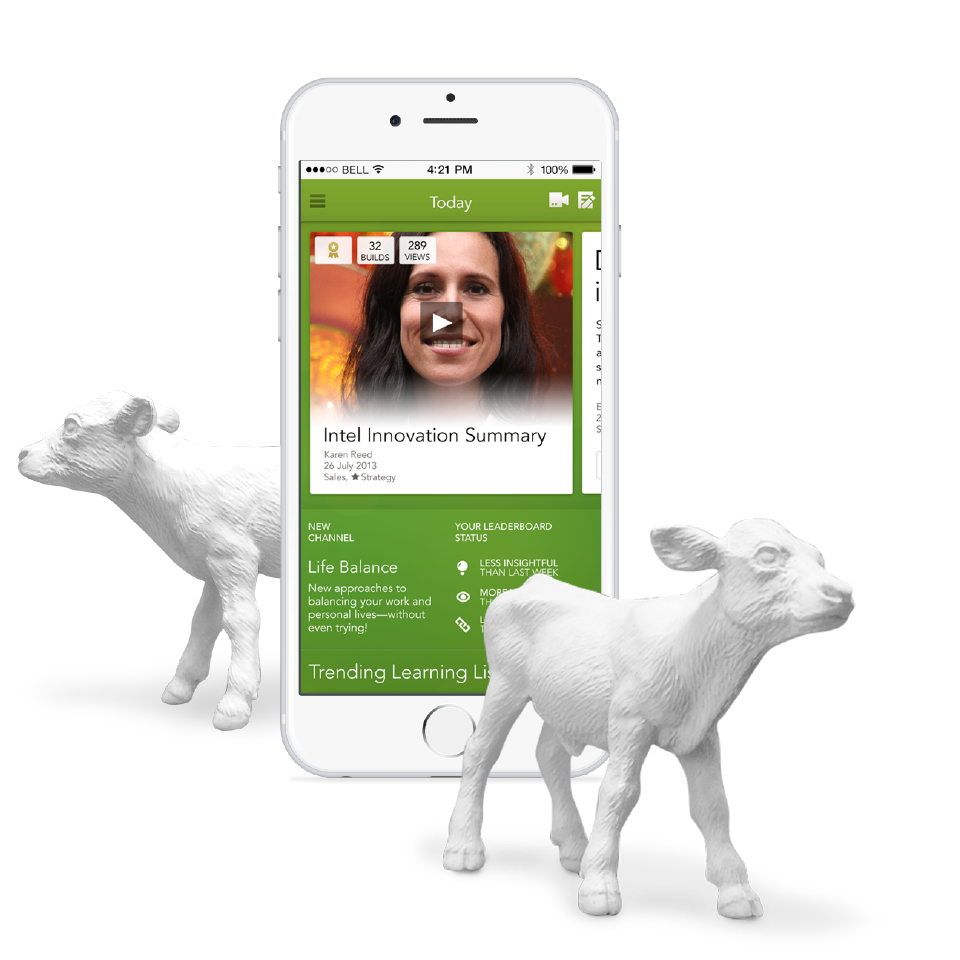 BELL 4:21 PM 100%
Today
32 BUILDS
289 VIEWS
Intel Innovation Summary
Karen Reed
26 July 2013
Sales, ★ Strategy
NEW
CHANNEL
Life Balance
New approaches to
balancing your work and
personal lives—without
even trying!
YOUR LEADERBOARD
STATUS
LESS INSIGHTFUL
THAN LAST WEEK
Trending Learning